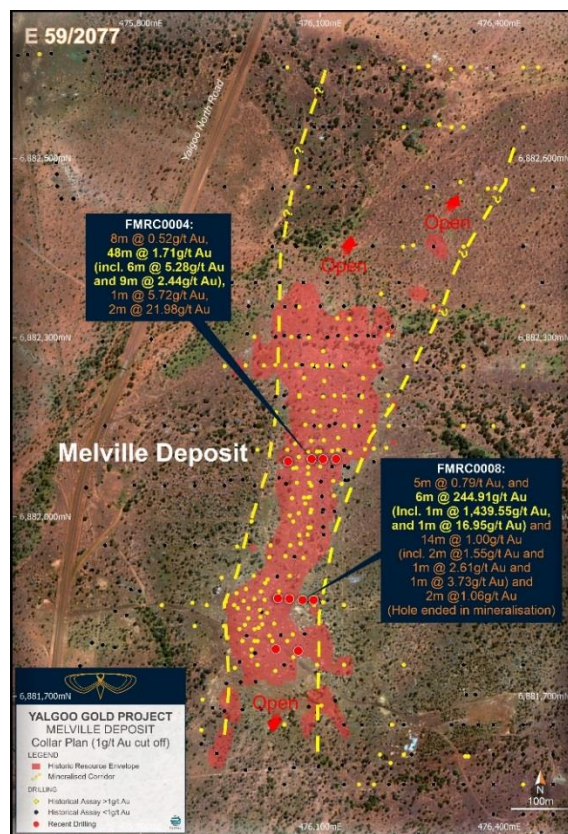 475,800mE
476,100mE
476,400mE
E 59/2077
Yalgoo North Road
?
?
6,882,500mN
6,882,600mN
?
Open
Open
?
FMRC0004:
8m @ 0.52g/t Au,
48m @ 1.71g/t Au
(incl. 6m @ 5.28g/t Au
and 9m @ 2.44g/t Au),
1m @ 5.72g/t Au,
2m @ 21.98g/t Au
6,882,300mN
6,882,300mN
Melville Deposit
FMRC0008:
5m @ 0.79g/t Au, and
6m @ 244.91g/t Au
(Incl. 1m @ 1,439.55g/t Au,
and 1m @ 16.95g/t Au) and
14m @ 1.00g/t Au
(incl. 2m @1.55g/t Au and
1m @ 2.61g/t Au and
1m @ 3.73g/t Au) and
2m @1.06g/t Au
(Hole ended in mineralisation)
6,882,000mN
6,881,700mN
6,881,700mN
Open
YALGOO GOLD PROJECT
MELVILLE DEPOSIT
Collar Plan (1g/t Au cut off)
LEGEND
Historic Resource Envelope
Mineralised Corridor
DRILLING
Historical Assay >1g/t Au
Historical Assay <1g/t Au
Recent Drilling
N
100m
476,100mE
476,400mE